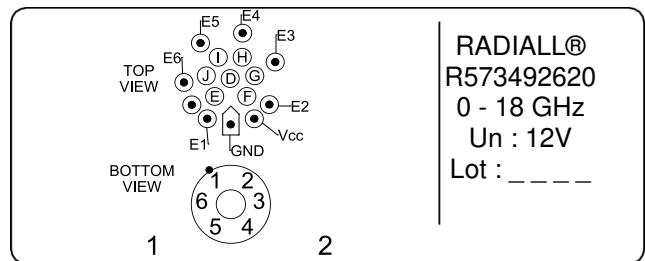 E5 E4
E3
E6 I H
TOP VIEW
J D G
E F
E2
E1 GND Vcc
BOTTOM VIEW
1 2
6 3
5 4
1 2
RADIALL®
R573492620
0 - 18 GHz
Un : 12V
Lot : _ _ _ _